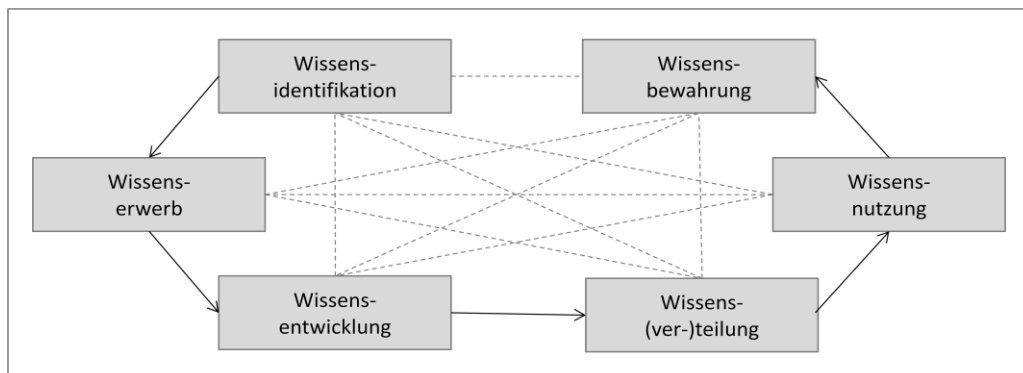 Wissens-
identifikation
Wissens-
bewahrung
Wissens-
erwerb
Wissens-
nutzung
Wissens-
entwicklung
Wissens-
(ver-)teilung